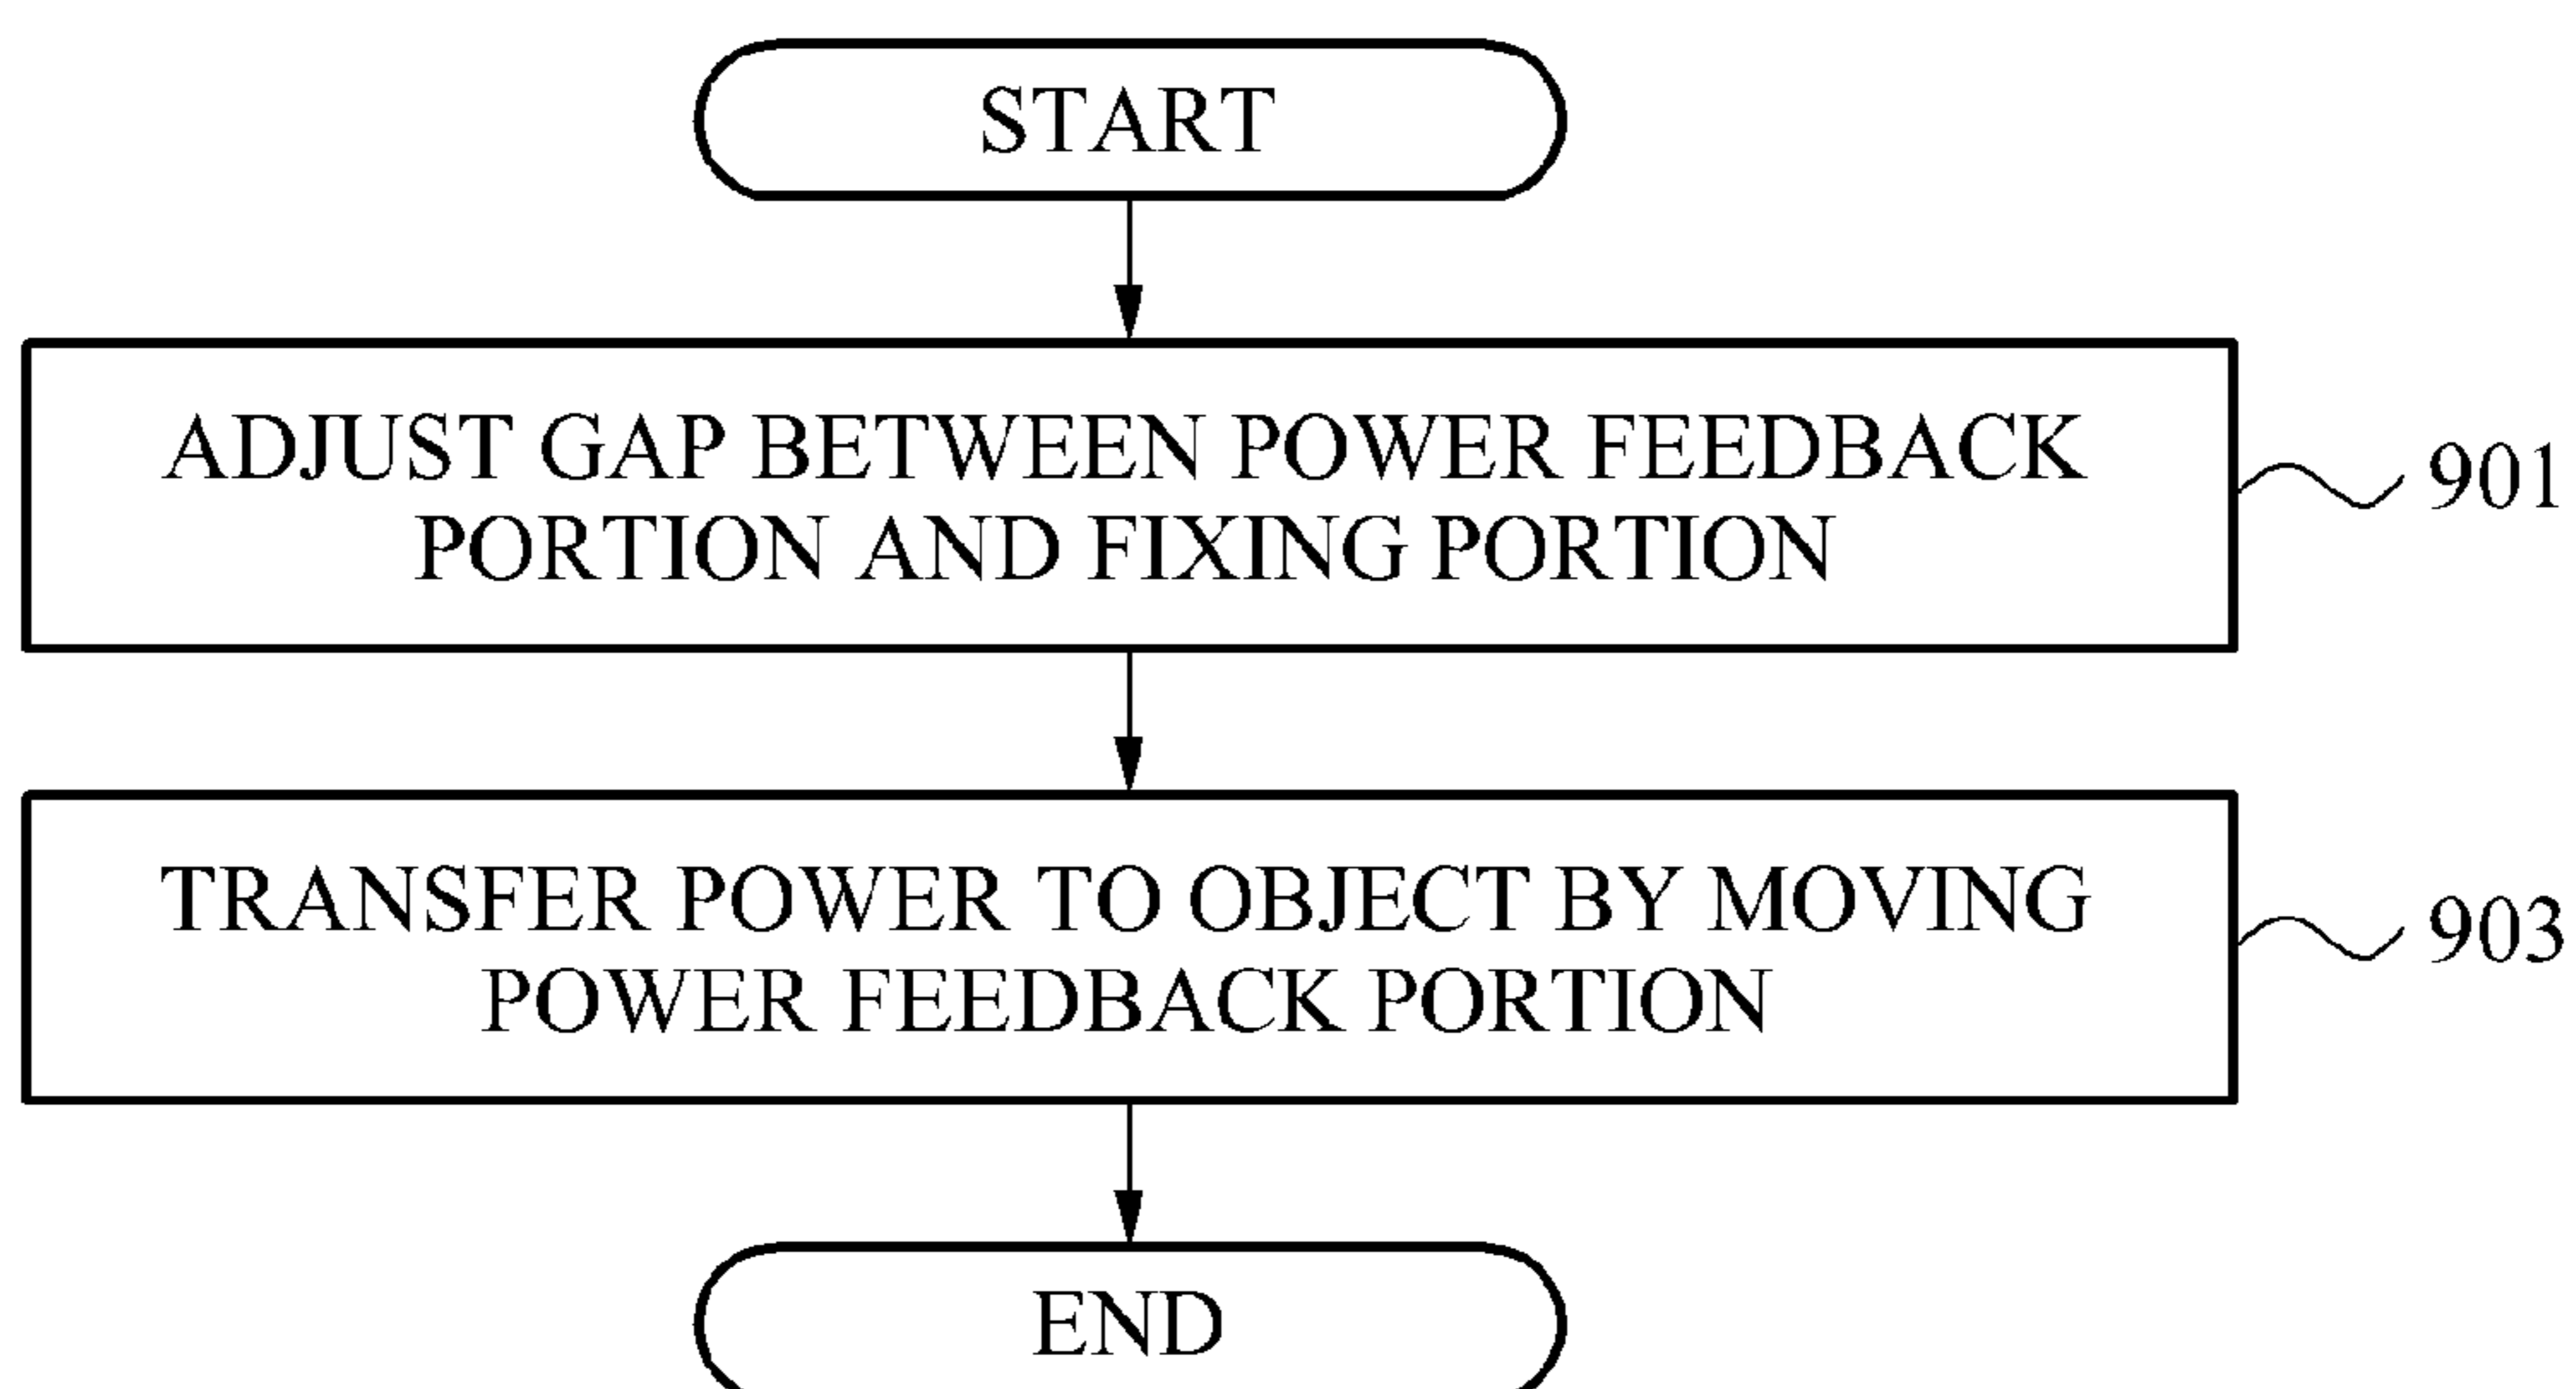 START
ADJUST GAP BETWEEN POWER FEEDBACK
PORTION AND FIXING PORTION
901
TRANSFER POWER TO OBJECT BY MOVING
POWER FEEDBACK PORTION
903
END